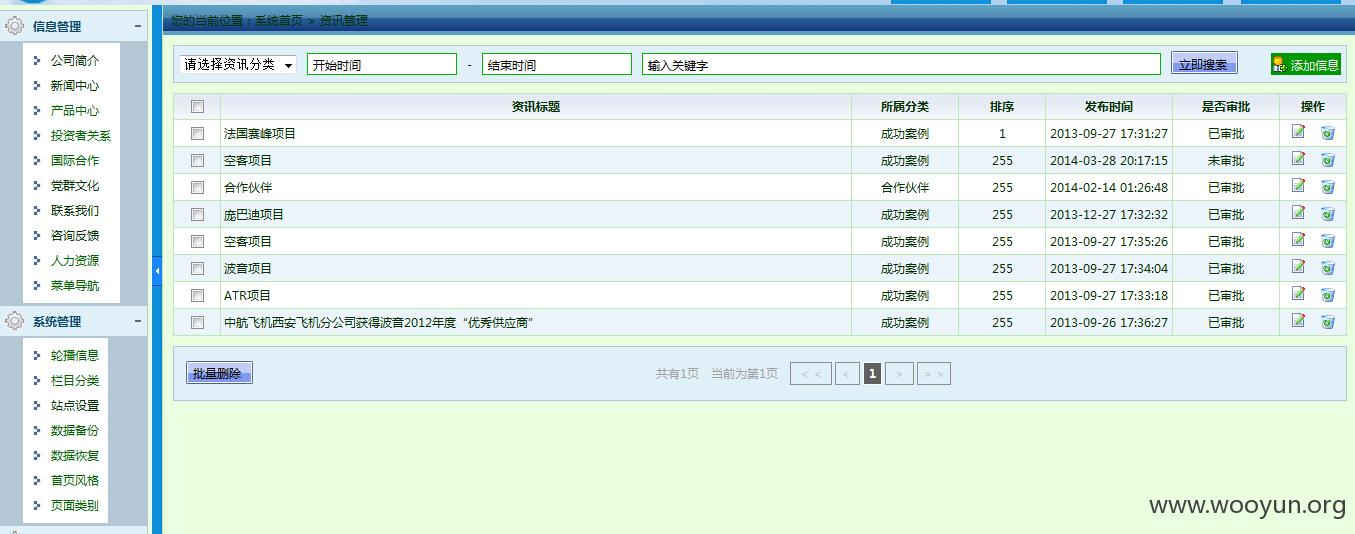 您的当前位置：系统首页 > 资讯管理
信息管理
公司简介
新闻中心
产品中心
投资者关系
国际合作
党群文化
联系我们
咨询反馈
人力资源
菜单导航
系统管理
轮播信息
栏目分类
站点设置
数据备份
数据恢复
首页风格
页面类别
请选择资讯分类 开始时间 - 结束时间 输入关键字 立即搜索 添加信息
资讯标题 所属分类 排序 发布时间 是否审批 操作
法国赛峰项目 成功案例 1 2013-09-27 17:31:27 已审批
空客项目 成功案例 255 2014-03-28 20:17:15 未审批
合作伙伴 合作伙伴 255 2014-02-14 01:26:48 已审批
庞巴迪项目 成功案例 255 2013-12-27 17:32:32 已审批
空客项目 成功案例 255 2013-09-27 17:35:26 已审批
波音项目 成功案例 255 2013-09-27 17:34:04 已审批
ATR项目 成功案例 255 2013-09-27 17:33:18 已审批
中航飞机西安飞机分公司获得波音2012年度“优秀供应商” 成功案例 255 2013-09-26 17:36:27 已审批
批量删除 共有1页 当前为第1页 < < < 1 > > >
www.wooyun.org